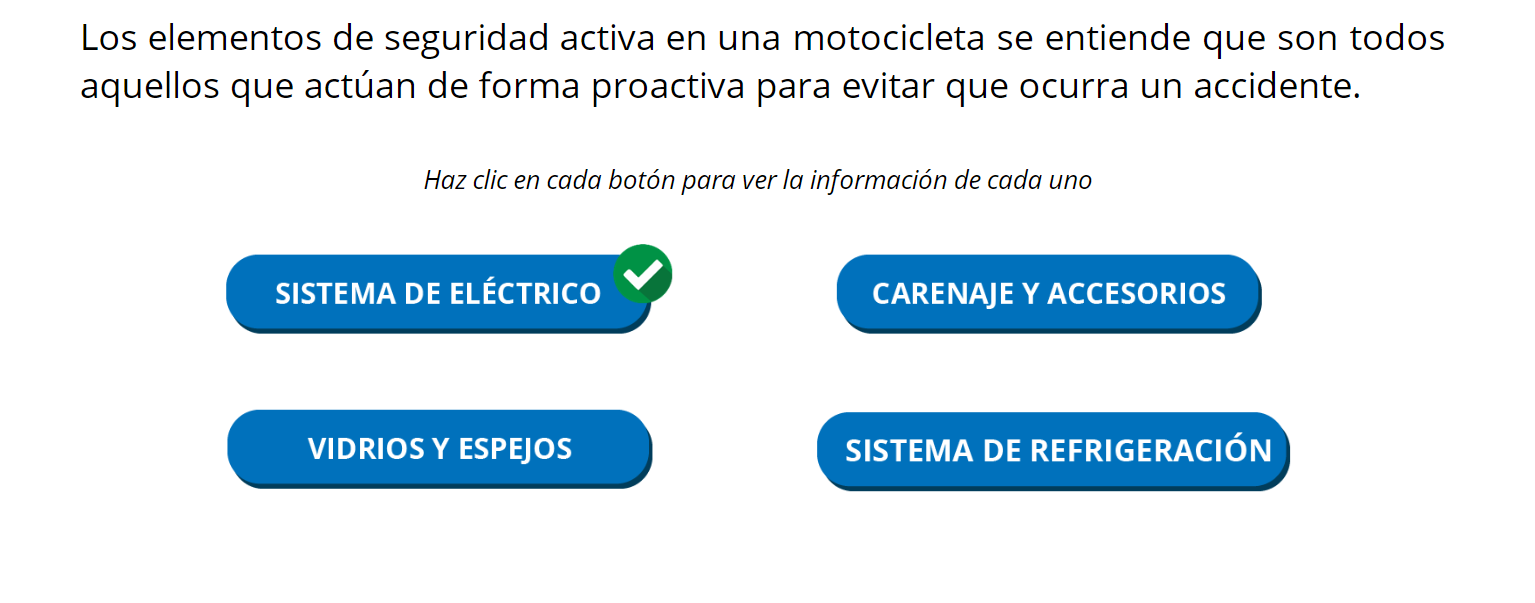 Los elementos de seguridad activa en una motocicleta se entiende que son todos
aquellos que actúan de forma proactiva para evitar que ocurra un accidente.
Haz clic en cada botón para ver la información de cada uno
SISTEMA DE ELÉCTRICO
CARENAJE Y ACCESORIOS
VIDRIOS Y ESPEJOS
SISTEMA DE REFRIGERACIÓN